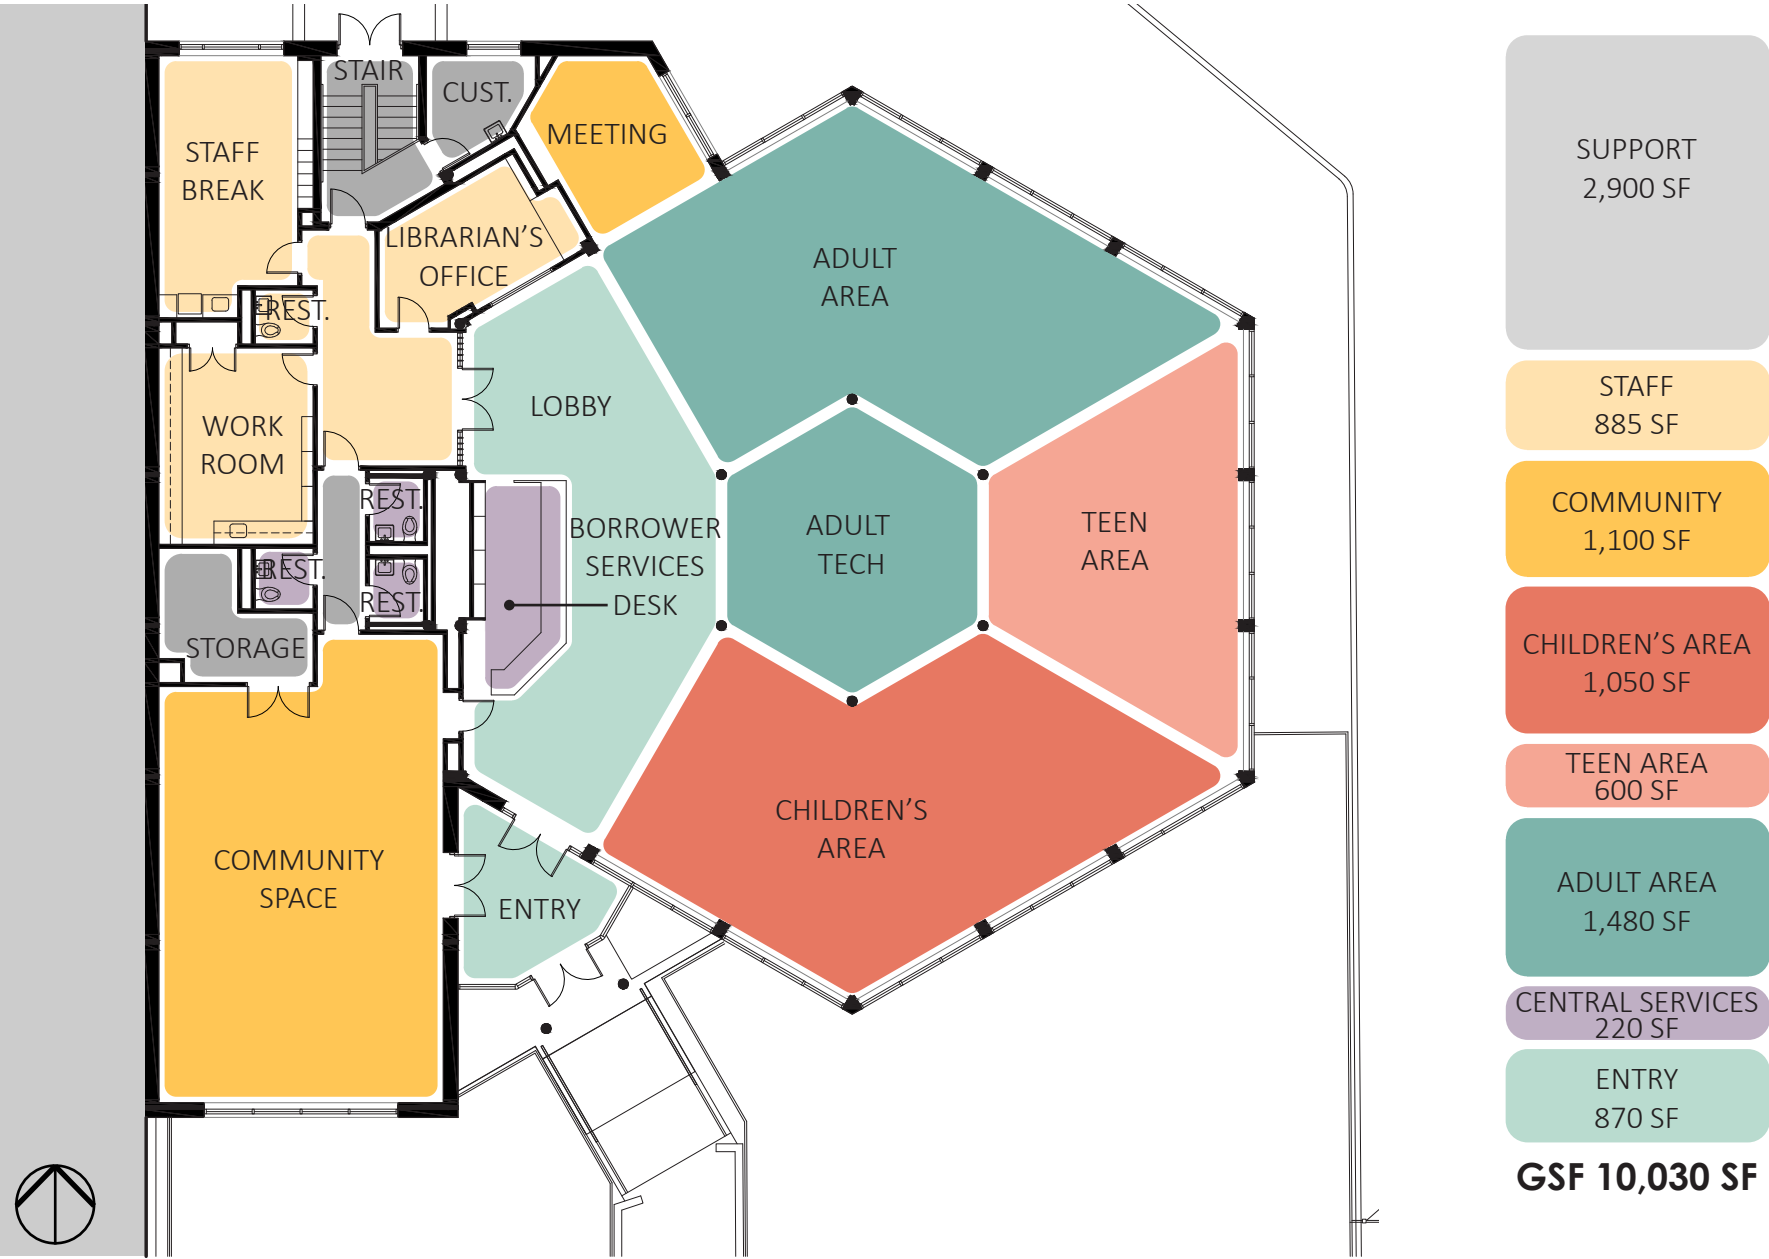 STAIR
CUST.
MEETING
STAFF
BREAK
LIBRARIAN'S
OFFICE
REST.
ADULT
AREA
LOBBY
WORK
ROOM
REST.
BORROWER
SERVICES
DESK
ADULT
TECH
TEEN
AREA
REST.
REST.
STORAGE
CHILDREN'S
AREA
COMMUNITY
SPACE
ENTRY
SUPPORT
2,900 SF
STAFF
885 SF
COMMUNITY
1,100 SF
CHILDREN'S AREA
1,050 SF
TEEN AREA
600 SF
ADULT AREA
1,480 SF
CENTRAL SERVICES
220 SF
ENTRY
870 SF
GSF 10,030 SF